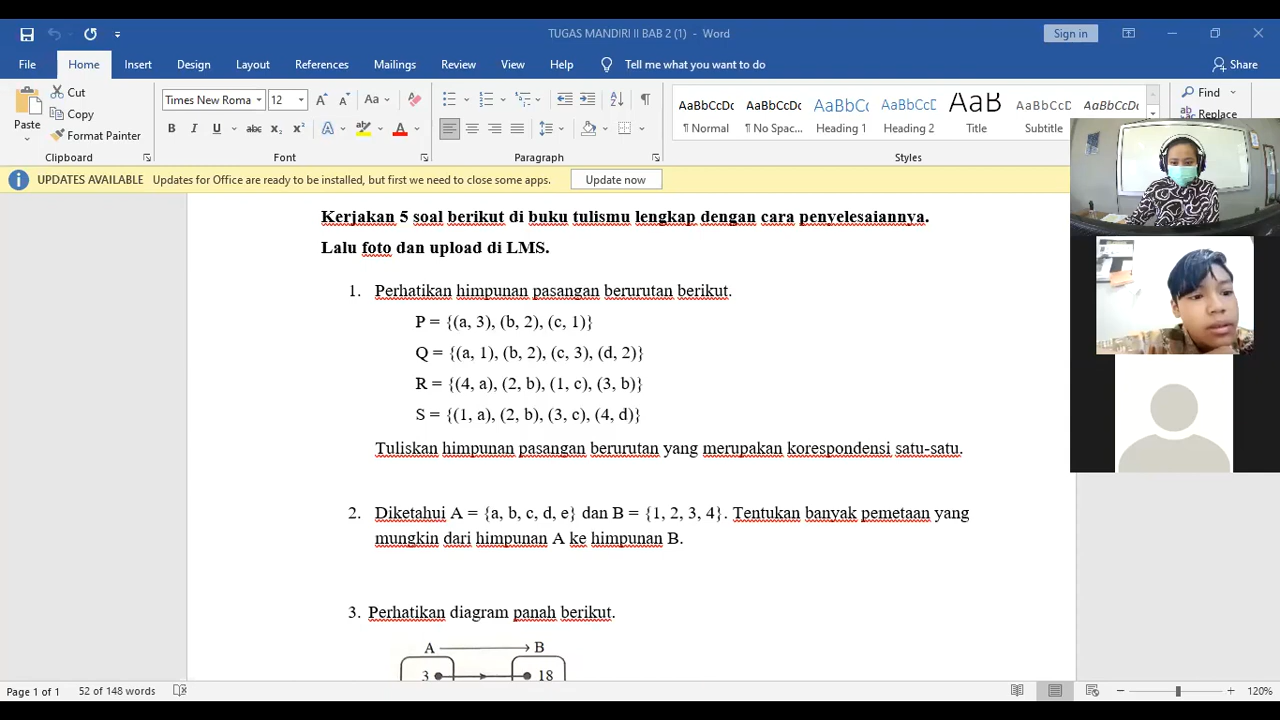 TUGAS MANDIRI II BAB 2 (1) - Word
Sign in
File Home Insert Design Layout References Mailings Review View Help Tell me what you want to do Share
Paste
Cut
Copy
Format Painter
Clipboard
Times New Roma 12
Aa
B I U abc x₂ x² A A
Font
Paragraph
AaBbCcDc AaBbCcDc AaBbCc AaBbCcD AaB AaBbCcD AaBbCcDc
¶ Normal ¶ No Spac... Heading 1 Heading 2 Title Subtitle
Styles
Find
Replace
UPDATES AVAILABLE Updates for Office are ready to be installed, but first we need to close some apps. Update now
Kerjakan 5 soal berikut di buku tulismu lengkap dengan cara penyelesaiannya.
Lalu foto dan upload di LMS.
1. Perhatikan himpunan pasangan berurutan berikut.
P = {(a, 3), (b, 2), (c, 1)}
Q = {(a, 1), (b, 2), (c, 3), (d, 2)}
R = {(4, a), (2, b), (1, c), (3, b)}
S = {(1, a), (2, b), (3, c), (4, d)}
Tuliskan himpunan pasangan berurutan yang merupakan korespondensi satu-satu.
2. Diketahui A = {a, b, c, d, e} dan B = {1, 2, 3, 4}. Tentukan banyak pemetaan yang
mungkin dari himpunan A ke himpunan B.
3. Perhatikan diagram panah berikut.
A B
3 18
Page 1 of 1 52 of 148 words
120%